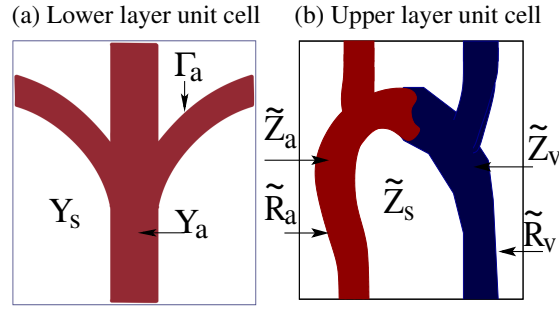 (a) Lower layer unit cell
(b) Upper layer unit cell
Γₐ
Yₛ
Yₐ
Z̃ₐ
R̃ₐ
Z̃ₛ
Z̃ᵥ
R̃ᵥ